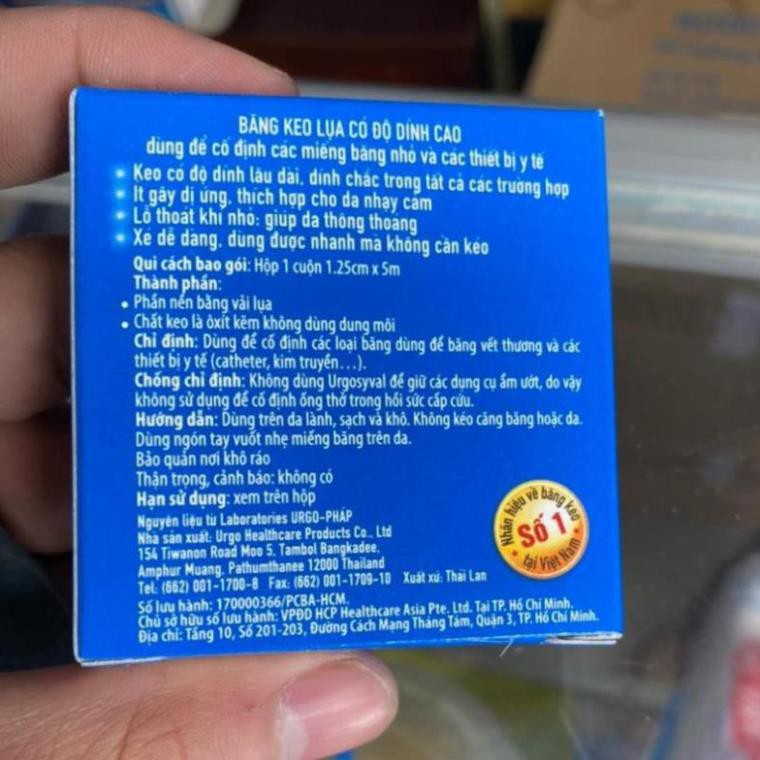 BĂNG KEO LỤA CÓ ĐỘ DÍNH CAO
dùng để cố định các miếng băng nhỏ và các thiết bị y tế
Keo có độ dính lâu dài, dính chắc trong tất cả các trường hợp
Ít gây dị ứng, thích hợp cho da nhạy cảm
Lỗ thoát khí nhỏ: giúp da thông thoáng
Xé dễ dàng, dùng được nhanh mà không cần kéo
Qui cách bao gói: Hộp 1 cuộn 1.25cm x 5m
Thành phần:
• Phần nền bằng vải lụa
• Chất keo là ôxít kẽm không dùng dung môi
Chỉ định: Dùng để cố định các loại băng dùng để băng vết thương và các
thiết bị y tế (catheter, kim truyền...).
Chống chỉ định: Không dùng Urgosyval để giữ các dụng cụ ẩm ướt, do vậy
không sử dụng để cố định ống thở trong hồi sức cấp cứu.
Hướng dẫn: Dùng trên da lành, sạch và khô. Không kéo căng băng hoặc da.
Dùng ngón tay vuốt nhẹ miếng băng trên da.
Bảo quản nơi khô ráo
Thận trọng, cảnh báo: không có
Hạn sử dụng: xem trên hộp
Nguyên liệu từ Laboratories URGO-PHÁP
Nhà sản xuất: Urgo Healthcare Products Co., Ltd
154 Tiwanon Road Moo 5, Tambol Bangkadee,
Amphur Muang, Pathumthanee 12000 Thailand
Tel: (662) 001-1700-8 Fax: (662) 001-1709-10 Xuất xứ: Thái Lan
Số lưu hành: 170000366/PCBA-HCM.
Chủ sở hữu số lưu hành: VPĐD HCP Healthcare Asia Pte. Ltd. Tại TP. Hồ Chí Minh.
Địa chỉ: Tầng 10, Số 201-203, Đường Cách Mạng Tháng Tám, Quận 3, TP. Hồ Chí Minh.
Nhãn hiệu về băng keo
Số 1
tại Việt Nam